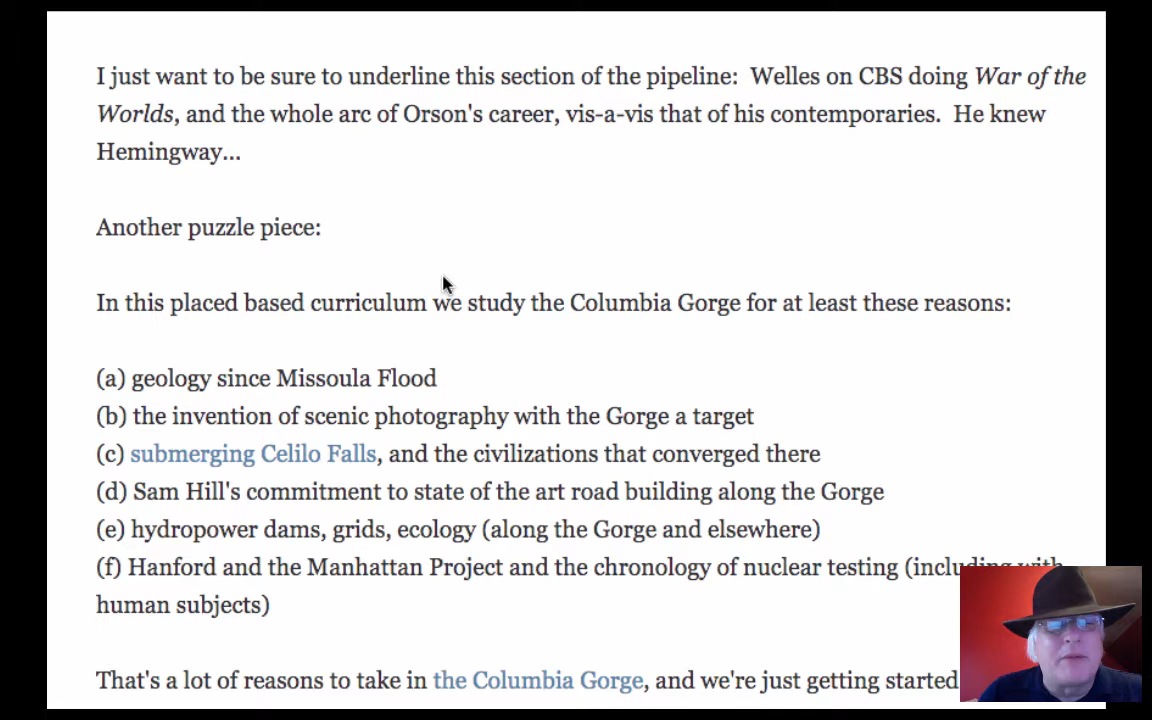 I just want to be sure to underline this section of the pipeline:  Welles on CBS doing War of the
Worlds, and the whole arc of Orson's career, vis-a-vis that of his contemporaries.  He knew
Hemingway...
Another puzzle piece:
In this placed based curriculum we study the Columbia Gorge for at least these reasons:
(a) geology since Missoula Flood
(b) the invention of scenic photography with the Gorge a target
(c) submerging Celilo Falls, and the civilizations that converged there
(d) Sam Hill's commitment to state of the art road building along the Gorge
(e) hydropower dams, grids, ecology (along the Gorge and elsewhere)
(f) Hanford and the Manhattan Project and the chronology of nuclear testing (including with
human subjects)
That's a lot of reasons to take in the Columbia Gorge, and we're just getting started